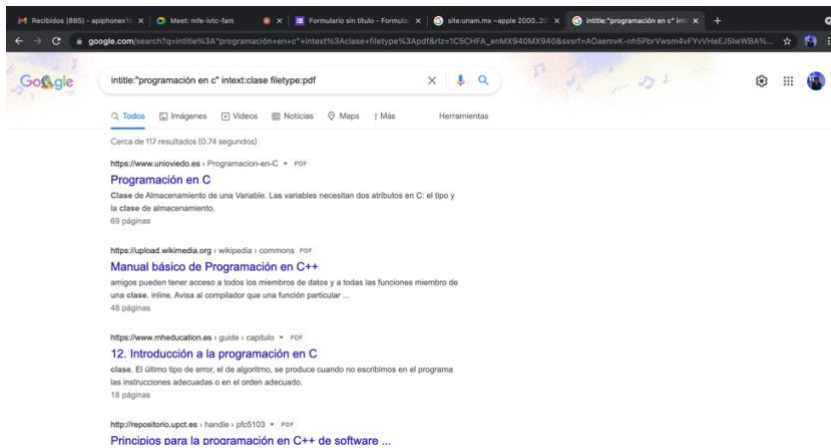 Recibidos (885) - apiphones1
Meet: mfe-ivtc-fam
Formulario sin título - Formula
site:unam.mx ~apple 2000..20
intitle:"programación en c" inte
google.com/search?q=intitle%3A"programación+en+c"+intext%3Aclase+filetype%3Apdf&rlz=1C5CHFA_enMX940MX940&sxsrf=
Google
intitle:"programación en c" intext:clase filetype:pdf
Todos
Imágenes
Videos
Noticias
Maps
Más
Herramientas
Cerca de 117 resultados (0.74 segundos)
https://www.uniovedo.es › Programacion-en-C PDF
Programación en C
Clase de Almacenamiento de una Variable. Las variables necesitan dos atributos en C: el tipo y
la clase de almacenamiento.
69 páginas
https://upload.wikimedia.org › wikipedia › commons PDF
Manual básico de Programación en C++
amigos pueden tener acceso a todos los miembros de datos y a todas las funciones miembro de
una clase. inline. Avisa al compilador que una función particular ...
48 páginas
https://www.mheducation.es › guide › capitulo PDF
12. Introducción a la programación en C
clase. El último tipo de error, el de algoritmo, se produce cuando no escribimos en el programa
las instrucciones adecuadas o en el orden adecuado.
18 páginas
http://repositorio.upct.es › handle › pfc5103 PDF
Principios para la programación en C++ de software ...